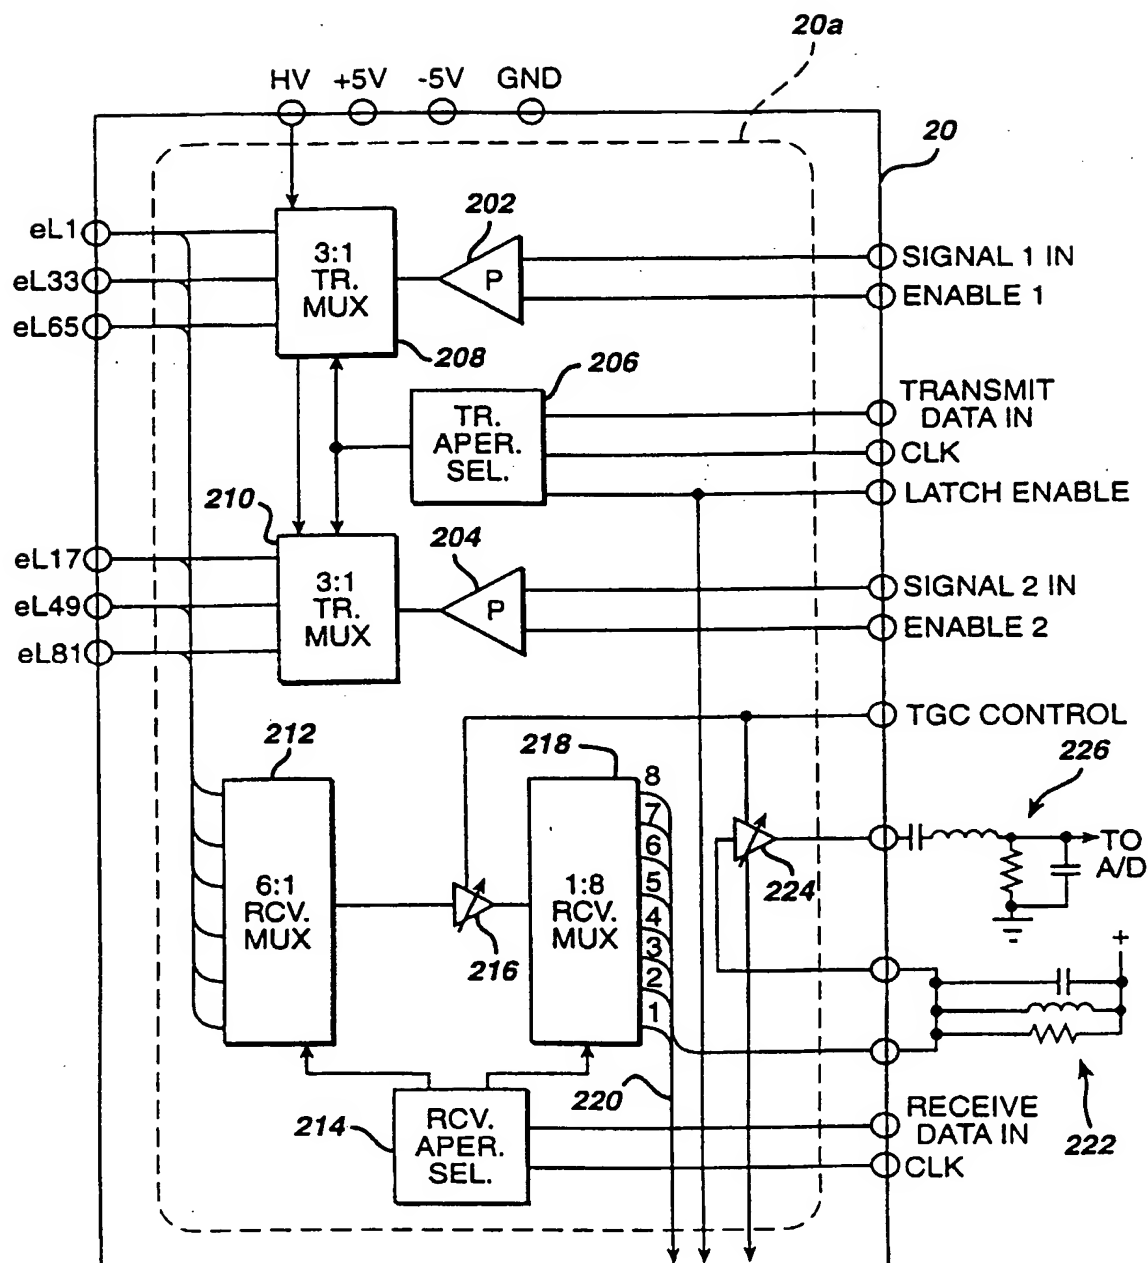 20a
HV +5V -5V GND
20
202
eL1
3:1
TR.
MUX
P
SIGNAL 1 IN
eL33
ENABLE 1
eL65
208
206
TRANSMIT
DATA IN
TR.
APER.
SEL.
CLK
210
LATCH ENABLE
204
eL17
3:1
TR.
MUX
P
SIGNAL 2 IN
eL49
ENABLE 2
eL81
TGC CONTROL
212
218
226
8
7
6
5
4
3
2
1
TO
A/D
224
6:1
RCV.
MUX
216
1:8
RCV.
MUX
+
220
222
214
RCV.
APER.
SEL.
RECEIVE
DATA IN
CLK